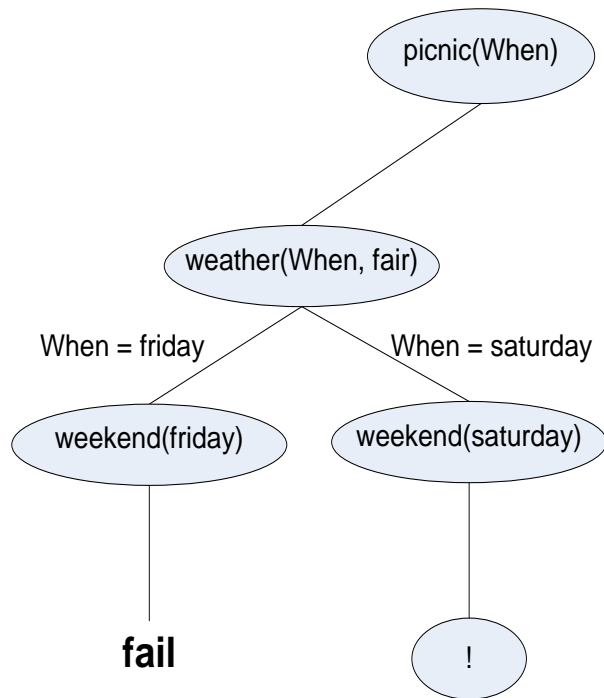 picnic(When)
weather(When, fair)
When = friday
When = saturday
weekend(friday)
weekend(saturday)
fail
!